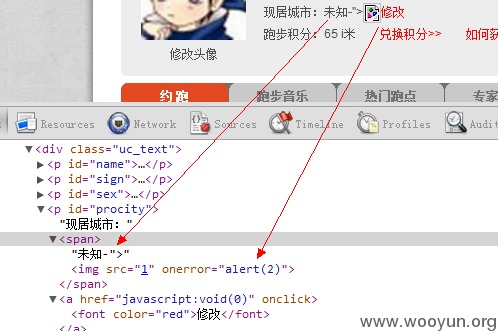 现居城市：未知-">修改
修改头像
跑步积分：65 i米 兑换积分>> 如何获
约 跑 跑步音乐 热门跑点 专家
Resources Network Sources Timeline Profiles Audit
▼<div class="uc_text">
▶<p id="name">…</p>
▶<p id="sign">…</p>
▶<p id="sex">…</p>
▼<p id="procity">
"现居城市："
▼<span>
"未知-">"
<img src="1" onerror="alert(2)">
</span>
▼<a href="javascript:void(0)" onclick>
<font color="red">修改</font>
</a>
www.wooyun.org